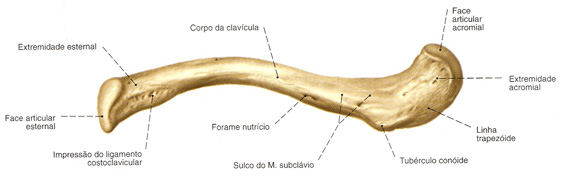 Face
articular
acromial
Corpo da clavícula
Extremidade esternal
Extremidade
acromial
Face articular
esternal
Forame nutrício
Linha
trapezóide
Impressão do ligamento
costoclavicular
Sulco do M. subclávio
Tubérculo conóide